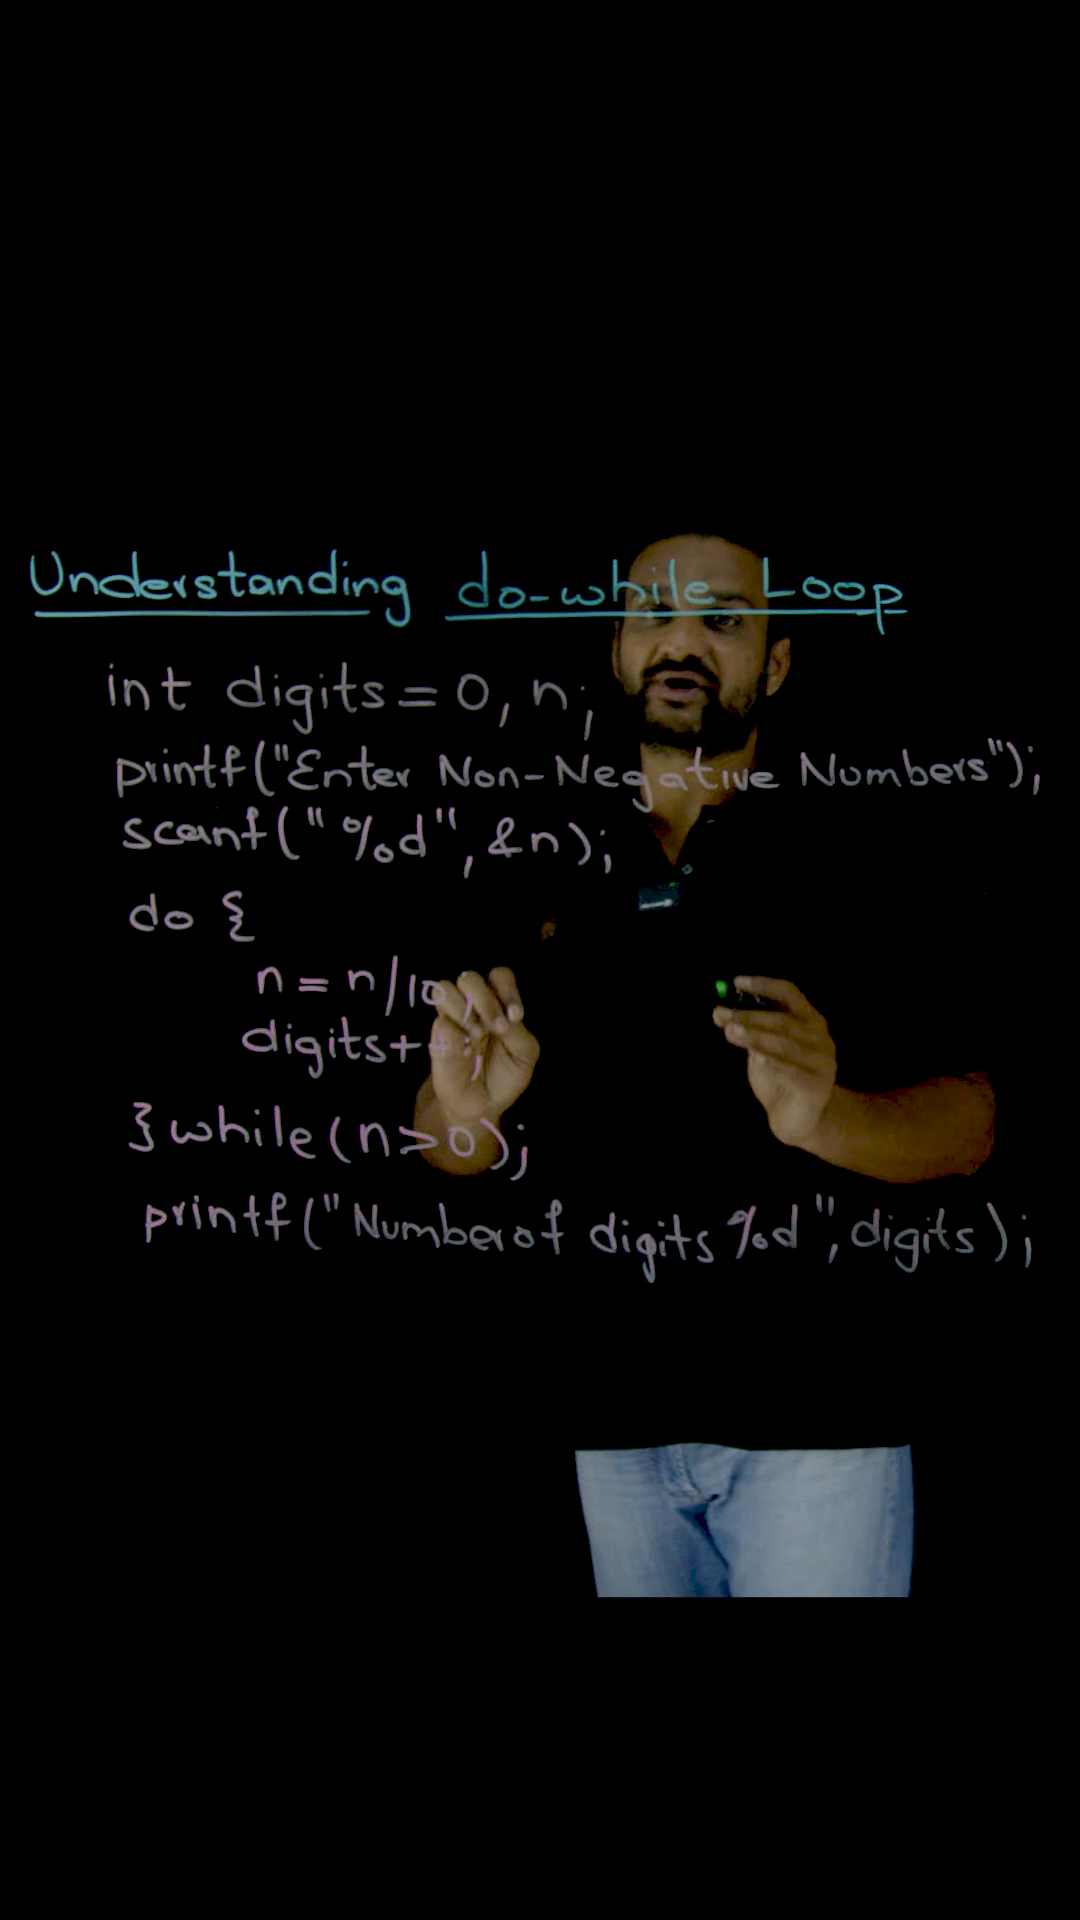 Understanding do-while Loop
int digits = 0, n;
printf("Enter Non-Negative Numbers");
scanf("%d", &n);
do {
n = n/10;
digits++;
} while (n>0);
printf("Number of digits %d", digits);